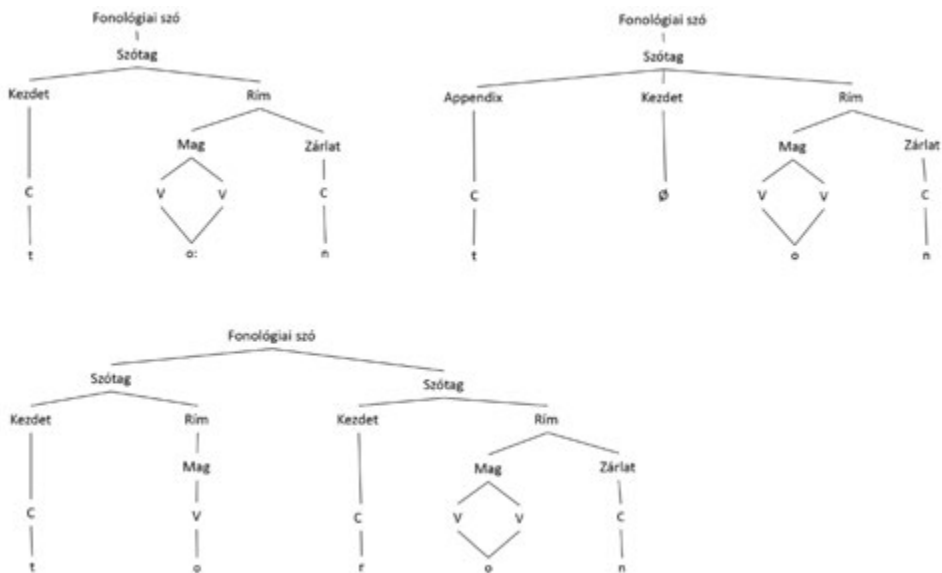 Fonológiai szó
Szótag
Kezdet Rím
Mag Zárlat
C V V C
t o: n
Fonológiai szó
Szótag
Appendix Kezdet Rím
Mag Zárlat
C Ø V V C
t o n
Fonológiai szó
Szótag Szótag
Kezdet Rím Kezdet Rím
Mag Mag Zárlat
C V C V V C
t o r o n